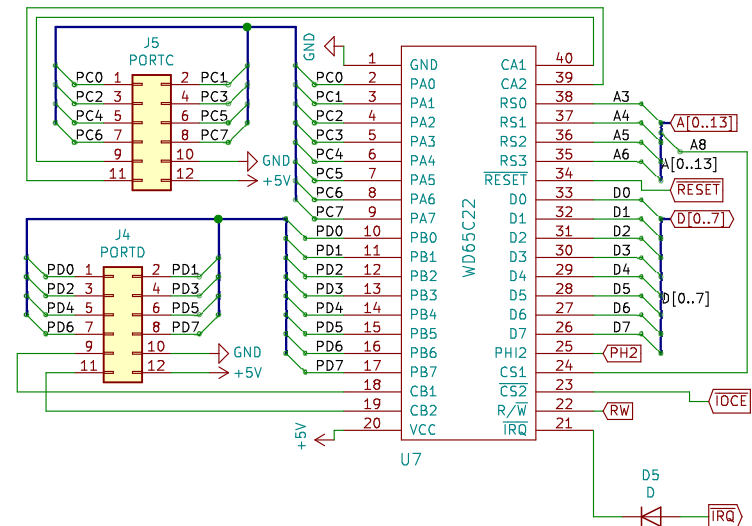 J5
PORTC
PC0 1 2 PC1
PC2 3 4 PC3
PC4 5 6 PC5
PC6 7 8 PC7
9 10 GND
11 12 +5V
J4
PORTD
PD0 1 2 PD1
PD2 3 4 PD3
PD4 5 6 PD5
PD6 7 8 PD7
9 10 GND
11 12 +5V
GND
1 GND CA1 40
PC0 2 PA0 CA2 39
PC1 3 PA1 RS0 38 A3
PC2 4 PA2 RS1 37 A4 A[0..13]
PC3 5 PA3 RS2 36 A5 A8
PC4 6 PA4 RS3 35 A6 A[0..13]
PC5 7 PA5 RESET 34 RESET
PC6 8 PA6 D0 33 D0
PC7 9 PA7 D1 32 D1 D[0..7]
PD0 10 PB0 D2 31 D2
PD1 11 PB1 D3 30 D3
PD2 12 PB2 D4 29 D4
PD3 13 PB3 D5 28 D5 D[0..7]
PD4 14 PB4 D6 27 D6
PD5 15 PB5 D7 26 D7
PD6 16 PB6 PHI2 25 PH2
PD7 17 PB7 CS1 24
18 CB1 CS2 23 IOCE
19 CB2 R/W 22 RW
+5V 20 VCC IRQ 21
WD65C22
U7
D5
D
IRQ